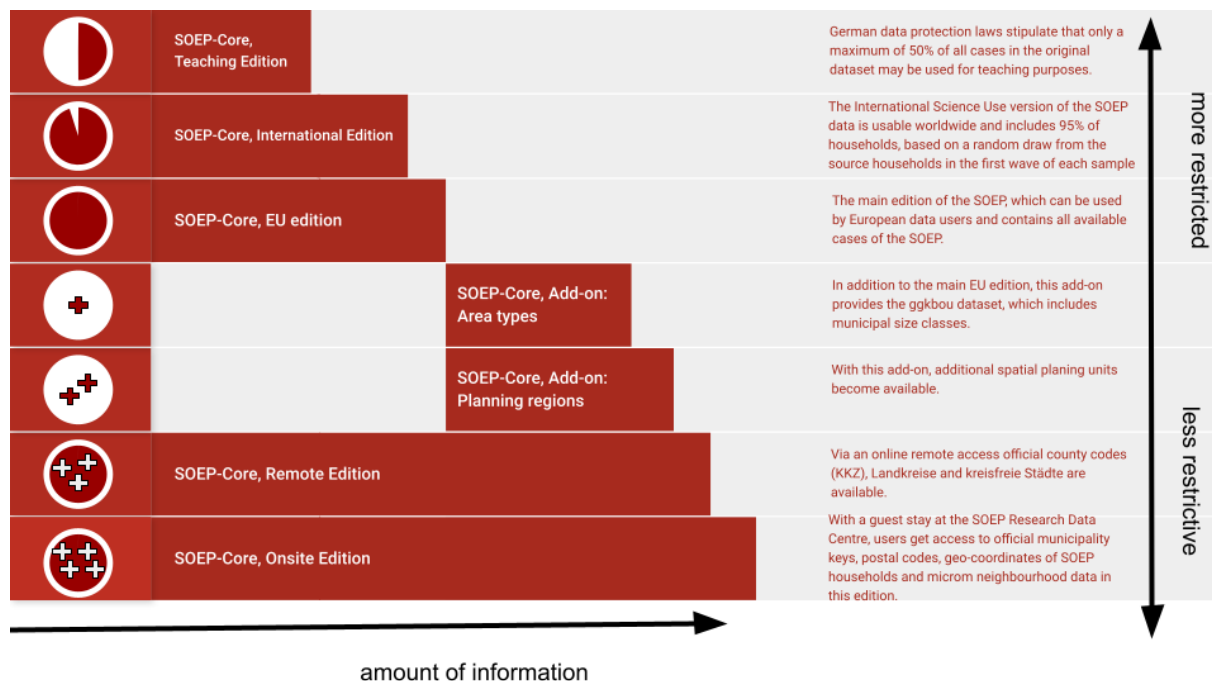 SOEP-Core,
Teaching Edition
German data protection laws stipulate that only a
maximum of 50% of all cases in the original
dataset may be used for teaching purposes.
SOEP-Core, International Edition
The International Science Use version of the SOEP
data is usable worldwide and includes 95% of
households, based on a random draw from the
source households in the first wave of each sample
SOEP-Core, EU edition
The main edition of the SOEP, which can be used
by European data users and contains all available
cases of the SOEP.
SOEP-Core, Add-on:
Area types
In addition to the main EU edition, this add-on
provides the ggkbou dataset, which includes
municipal size classes.
SOEP-Core, Add-on:
Planning regions
With this add-on, additional spatial planing units
become available.
SOEP-Core, Remote Edition
Via an online remote access official county codes
(KKZ), Landkreise and kreisfreie Städte are
available.
SOEP-Core, Onsite Edition
With a guest stay at the SOEP Research Data
Centre, users get access to official municipality
keys, postal codes, geo-coordinates of SOEP
households and microm neighbourhood data in
this edition.
more restricted
less restrictive
amount of information